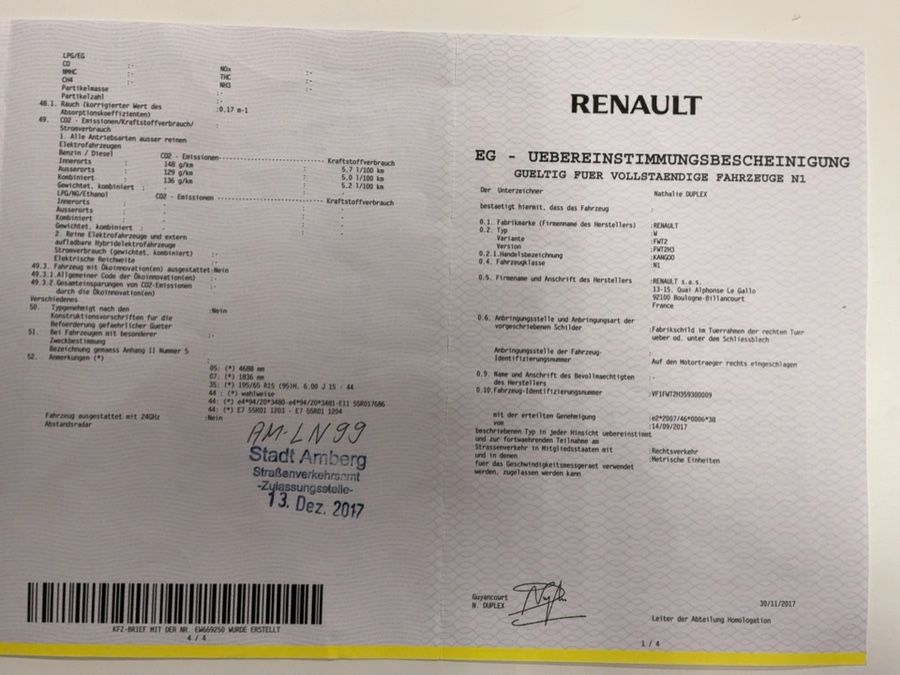 LPG/EG
CO :-
NMHC :-
CH4 :-
Partikelmasse :-
Partikelzahl :-
NOx :-
THC :-
NH3 :-
48.1. Rauch (korrigierter Wert des
Absorptionskoeffizienten) :0,17 m-1
49. CO2 - Emissionen/Kraftstoffverbrauch/
Stromverbrauch :
1. Alle Antriebsarten ausser reinen
Elektrofahrzeugen
Benzin / Diesel CO2 - Emissionen Kraftstoffverbrauch
Innerorts : 148 g/km : 5,7 l/100 km
Ausserorts : 129 g/km : 5,0 l/100 km
Kombiniert : 136 g/km : 5,2 l/100 km
Gewichtet, kombiniert : - : -
LPG/NG/Ethanol CO2 - Emissionen Kraftstoffverbrauch
Innerorts : - : -
Ausserorts : - : -
Kombiniert : - : -
Gewichtet, kombiniert : - : -
2. Reine Elektrofahrzeuge und extern
aufladbare Hybridelektrofahrzeuge
Stromverbrauch (gewichtet, kombiniert) :-
Elektrische Reichweite :-
49.3. Fahrzeug mit Ökoinnovation(en) ausgestattet :Nein
49.3.1.Allgemeiner Code der Ökoinnovation(en) :-
49.3.2.Gesamteinsparungen von CO2-Emissionen
durch die Ökoinnovation(en) :-
Verschiedenes
50. Typgenehmigt nach den :Nein
Konstruktionsvorschriften für die
Befoerderung gefaehrlicher Gueter
51. Bei Fahrzeugen mit besonderer :-
Zweckbestimmung
Bezeichnung gemaess Anhang II Nummer 5
52. Anmerkungen (*) :
05: (*) 4688 mm
07: (*) 1836 mm
35: (*) 195/65 R15 (95)H, 6.00 J 15 - 44
44 : (*) wahlweise
44: (*) e4*94/20*3480-e4*94/20*3481-E11 55R017686
44: (*) E7 55R01 1203 - E7 55R01 1204
Fahrzeug ausgestattet mit 24GHz :Nein
Abstandsradar
AM-LN 99
Stadt Amberg
Straßenverkehrsamt
-Zulassungsstelle-
13. Dez. 2017
KFZ-BRIEF MIT DER NR. EW669250 WURDE ERSTELLT
4 / 4
RENAULT
EG - UEBEREINSTIMMUNGSBESCHEINIGUNG
GUELTIG FUER VOLLSTAENDIGE FAHRZEUGE N1
Der Unterzeichner Nathalie DUPLEX
bestaetigt hiermit, dass das Fahrzeug :
0.1. Fabrikmarke (Firmenname des Herstellers) :RENAULT
0.2. Typ :W
Variante :FWT2
Version :FWT2H3
0.2.1.Handelsbezeichnung :KANGOO
0.4. Fahrzeugklasse :N1
0.5. Firmenname und Anschrift des Herstellers :RENAULT s.a.s.
13-15, Quai Alphonse Le Gallo
92100 Boulogne-Billancourt
France
0.6. Anbringungsstelle und Anbringungsart der
vorgeschriebenen Schilder :Fabrikschild im Tuerrahmen der rechten Tuer
ueber od. unter dem Schliessblech
Anbringungsstelle der Fahrzeug-
Identifizierungsnummer :Auf den Motortraeger rechts eingeschlagen
0.9. Name und Anschrift des Bevollmaechtigten :-
des Herstellers
0.10.Fahrzeug-Identifizierungsnummer :VF1FWT2H359300009
mit der erteilten Genehmigung :e2*2007/46*0006*38
vom :14/09/2017
beschriebenen Typ in jeder Hinsicht uebereinstimmt
und zur fortwaehrenden Teilnahme am
Strassenverkehr in Mitgliedsstaaten mit :Rechtsverkehr
und in denen :Metrische Einheiten
fuer das Geschwindigkeitsmessgeraet verwendet
werden, zugelassen werden kann
Guyancourt
N. DUPLEX
30/11/2017
Leiter der Abteilung Homologation
1 / 4